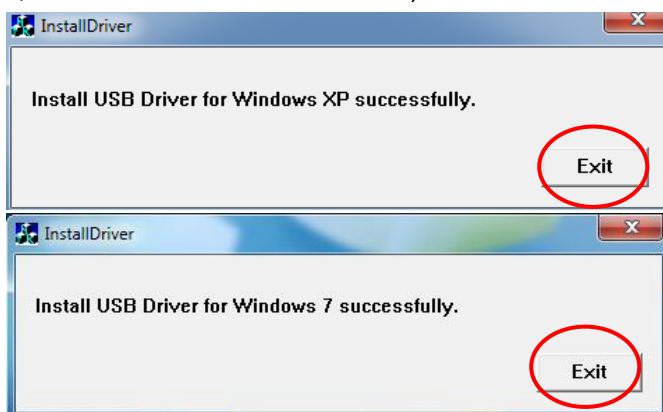 InstallDriver
x
Install USB Driver for Windows XP successfully.
Exit
InstallDriver
x
Install USB Driver for Windows 7 successfully.
Exit